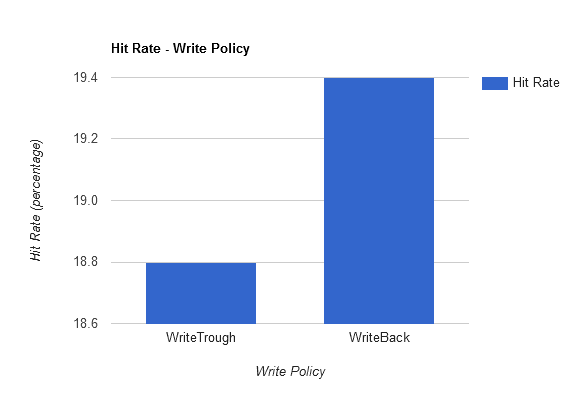 Hit Rate - Write Policy
19.4
19.2
19.0
18.8
18.6
Hit Rate (percentage)
WriteTrough
WriteBack
Write Policy
Hit Rate